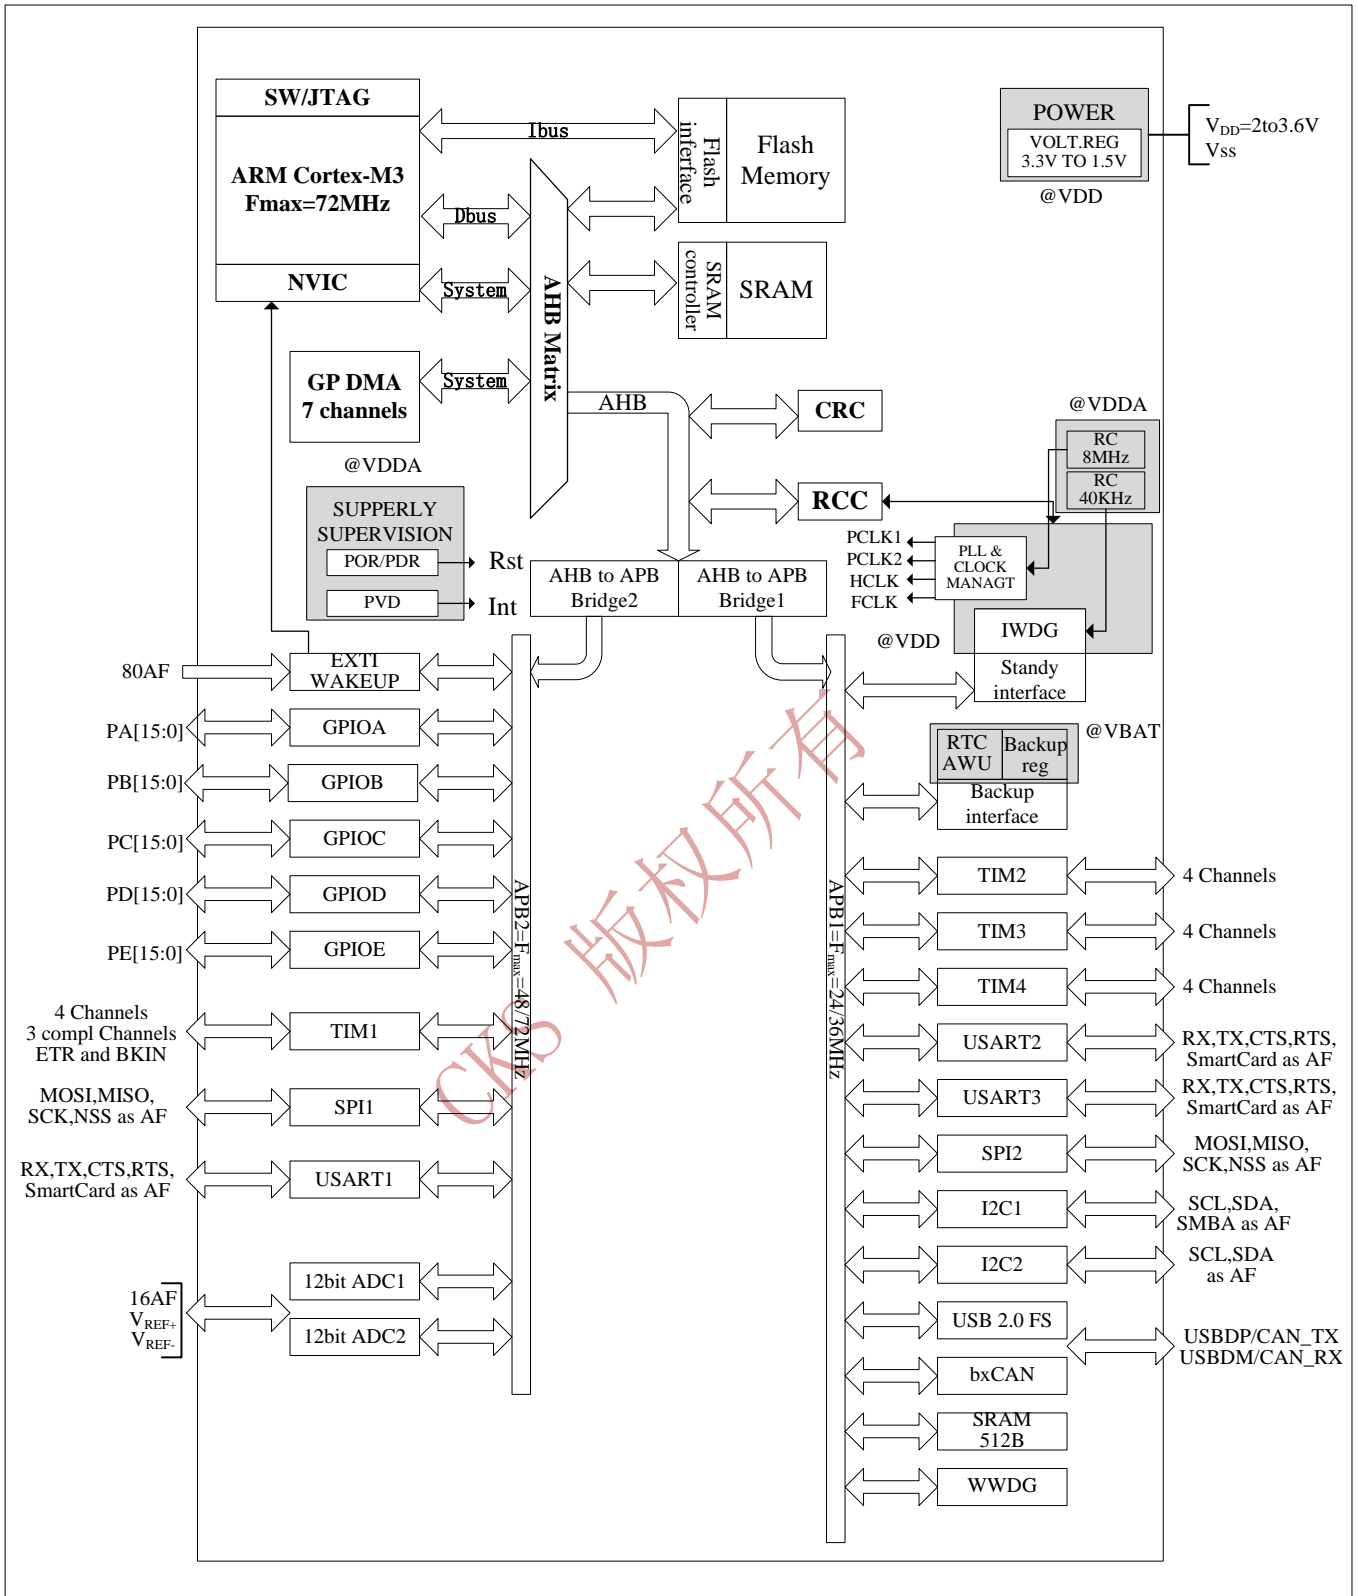 SW/JTAG
ARM Cortex-M3
Fmax=72MHz
NVIC
Ibus
Dbus
System
System
GP DMA
7 channels
AHB Matrix
Flash
inferface
Flash
Memory
SRAM
controller
SRAM
POWER
VOLT.REG
3.3V TO 1.5V
@VDD
VDD=2to3.6V
Vss
AHB
CRC
RCC
@VDDA
RC
8MHz
RC
40KHz
@VDDA
SUPPERLY
SUPERVISION
POR/PDR
PVD
Rst
Int
AHB to APB
Bridge2
AHB to APB
Bridge1
PCLK1
PCLK2
HCLK
FCLK
PLL &
CLOCK
MANAGT
@VDD
IWDG
Standy
interface
@VBAT
RTC
AWU
Backup
reg
Backup
interface
80AF
EXTI
WAKEUP
PA[15:0]
GPIOA
PB[15:0]
GPIOB
PC[15:0]
GPIOC
PD[15:0]
GPIOD
PE[15:0]
GPIOE
4 Channels
3 compl Channels
ETR and BKIN
TIM1
MOSI,MISO,
SCK,NSS as AF
SPI1
RX,TX,CTS,RTS,
SmartCard as AF
USART1
16AF
VREF+
VREF-
12bit ADC1
12bit ADC2
APB2=Fmax=48/72MHz
APB1=Fmax=24/36MHz
TIM2
4 Channels
TIM3
4 Channels
TIM4
4 Channels
USART2
RX,TX,CTS,RTS,
SmartCard as AF
USART3
RX,TX,CTS,RTS,
SmartCard as AF
SPI2
MOSI,MISO,
SCK,NSS as AF
I2C1
SCL,SDA,
SMBA as AF
I2C2
SCL,SDA
as AF
USB 2.0 FS
USBDP/CAN_TX
USBDM/CAN_RX
bxCAN
SRAM
512B
WWDG
CKS 版权所有